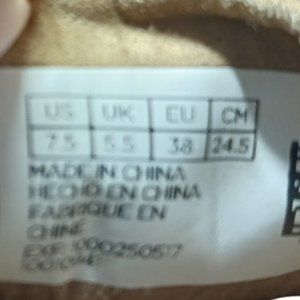 US UK EU CM
7.5 5.5 38 24.5
MADE IN CHINA
HECHO EN CHINA
FABRIQUE EN
CHINE